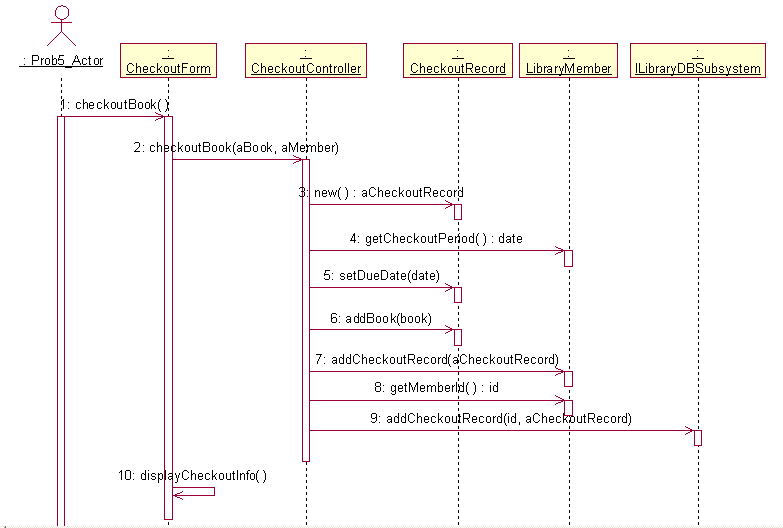 : Prob5_Actor
:
CheckoutForm
:
CheckoutController
:
CheckoutRecord
:
LibraryMember
:
ILibraryDBSubsystem
1: checkoutBook( )
2: checkoutBook(aBook, aMember)
3: new( ) : aCheckoutRecord
4: getCheckoutPeriod( ) : date
5: setDueDate(date)
6: addBook(book)
7: addCheckoutRecord(aCheckoutRecord)
8: getMemberId( ) : id
9: addCheckoutRecord(id, aCheckoutRecord)
10: displayCheckoutInfo( )